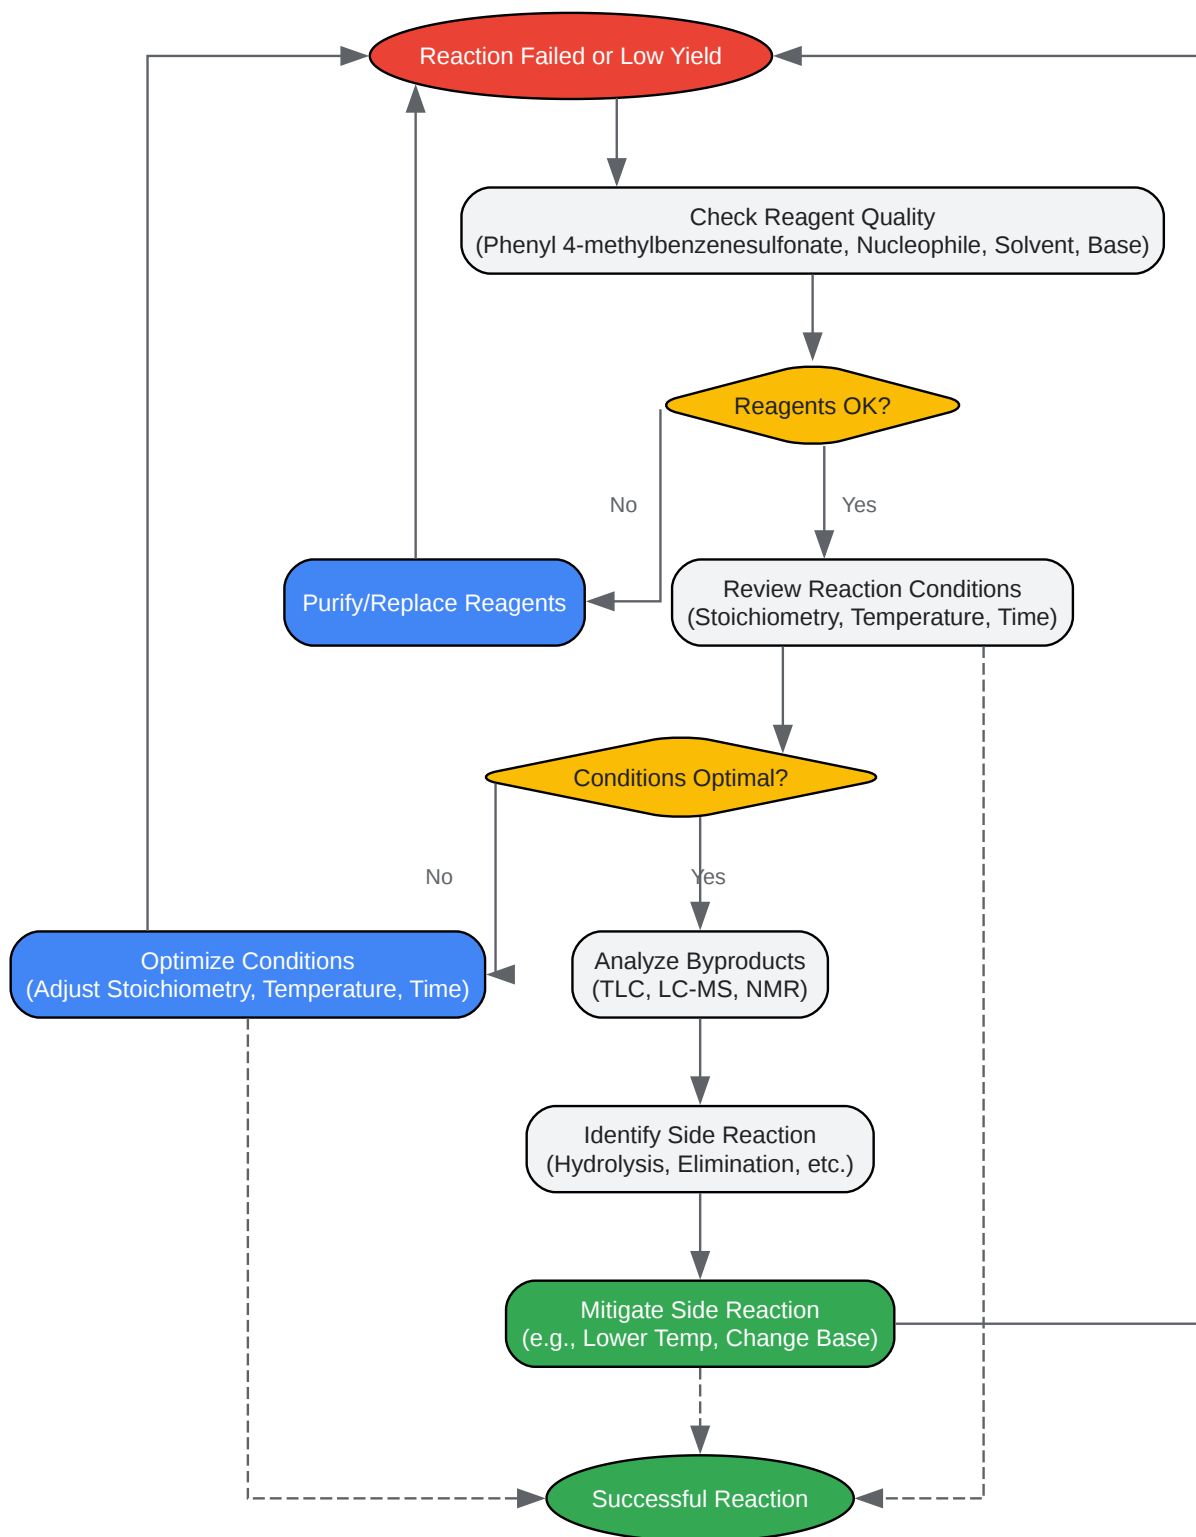 Reaction Failed or Low Yield
Check Reagent Quality
(Phenyl 4-methylbenzenesulfonate, Nucleophile, Solvent, Base)
Reagents OK?
No
Yes
Purify/Replace Reagents
Review Reaction Conditions
(Stoichiometry, Temperature, Time)
Conditions Optimal?
No
Yes
Optimize Conditions
(Adjust Stoichiometry, Temperature, Time)
Analyze Byproducts
(TLC, LC-MS, NMR)
Identify Side Reaction
(Hydrolysis, Elimination, etc.)
Mitigate Side Reaction
(e.g., Lower Temp, Change Base)
Successful Reaction